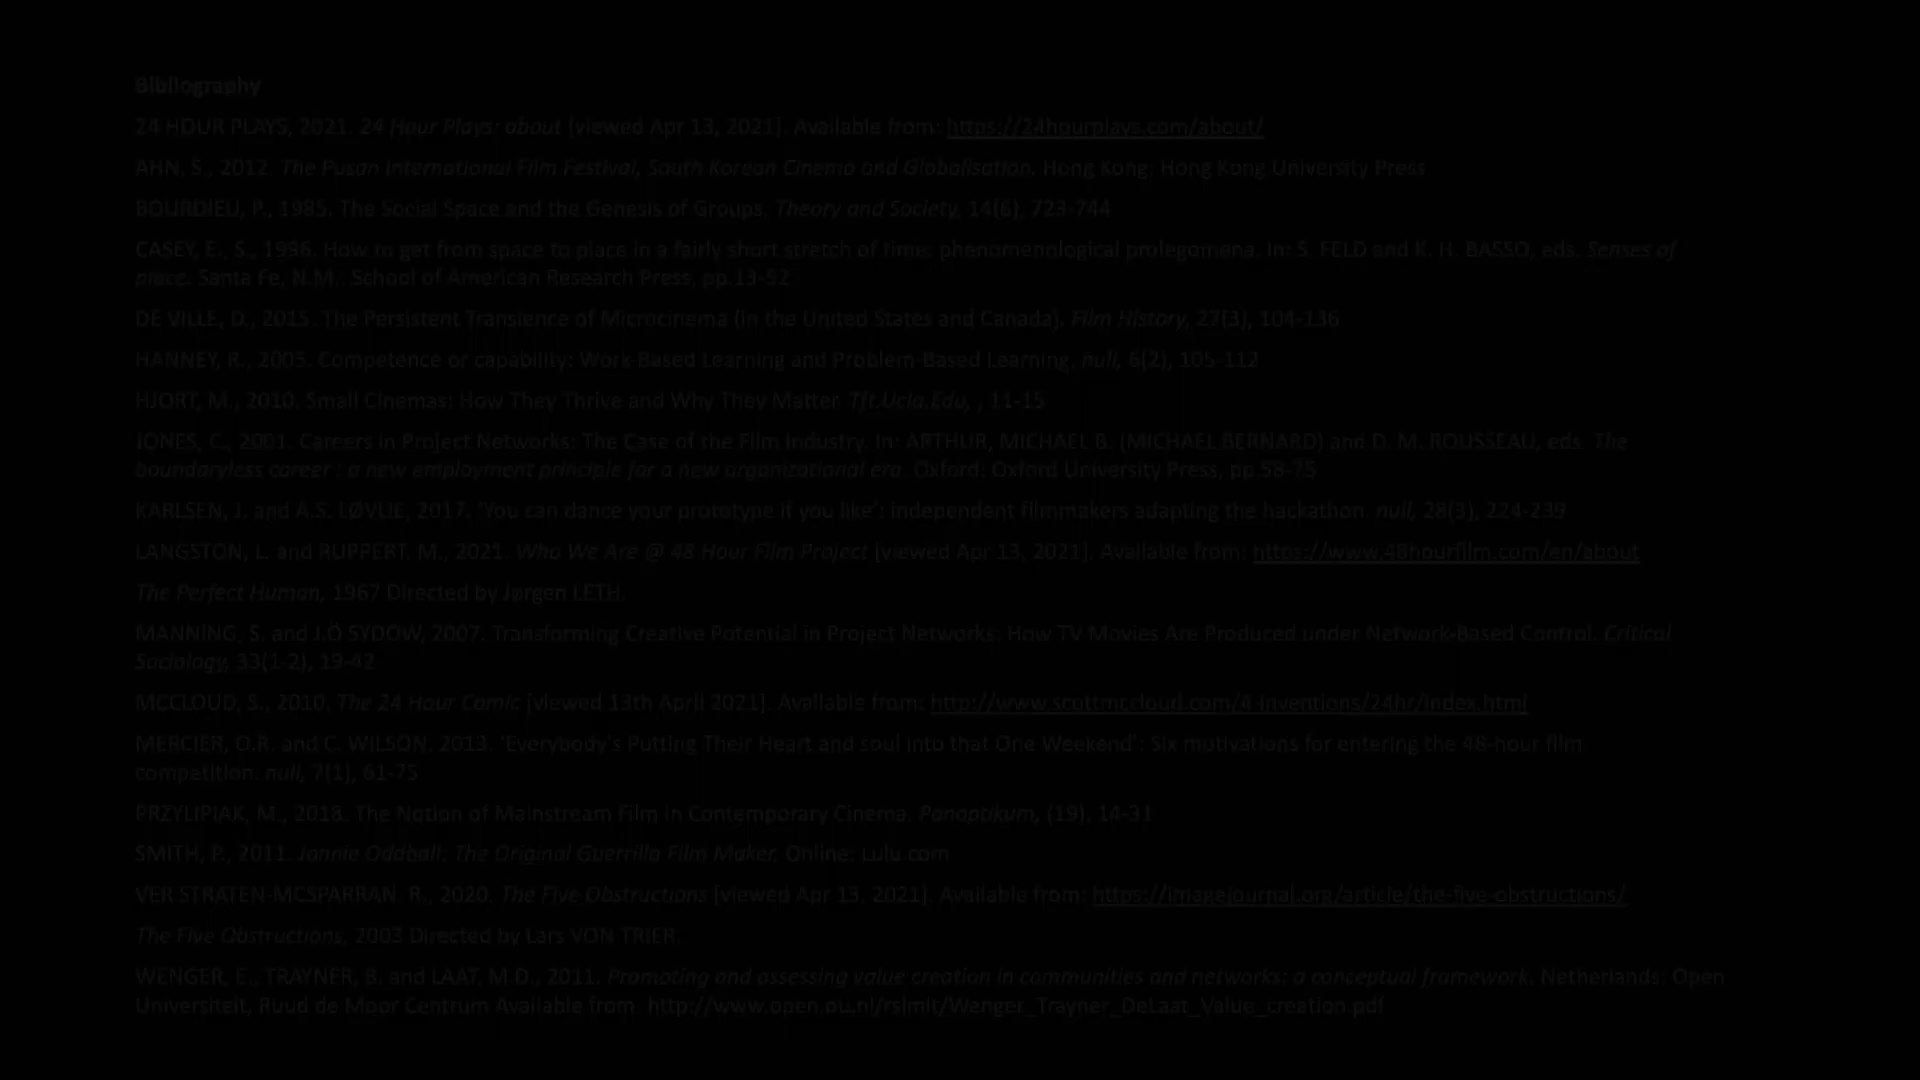 Bibliography
24 HOUR PLAYS, 2021. 24 Hour Plays: about [viewed Apr 13, 2021]. Available from: https://24hourplays.com/about/
AHN, S., 2012. The Pusan International Film Festival, South Korean Cinema and Globalisation. Hong Kong: Hong Kong University Press
BOURDIEU, P., 1985. The Social Space and the Genesis of Groups. Theory and Society, 14(6), 723-744
CASEY, E. S., 1996. How to get from space to place in a fairly short stretch of time: phenomenological prolegomena. In: S. FELD and K. H. BASSO, eds. Senses of
place. Santa Fe, N.M.: School of American Research Press, pp.13-52
DE VILLE, D., 2015. The Persistent Transience of Microcinema (in the United States and Canada). Film History, 27(3), 104-136
HANNEY, R., 2005. Competence or capability: Work-Based Learning and Problem-Based Learning. null, 6(2), 105-112
HJORT, M., 2010. Small Cinemas: How They Thrive and Why They Matter. Tft.Ucla.Edu, , 11-15
JONES, C., 2001. Careers in Project Networks: The Case of the Film Industry. In: ARTHUR, MICHAEL B. (MICHAEL BERNARD) and D. M. ROUSSEAU, eds. The
boundaryless career : a new employment principle for a new organizational era. Oxford: Oxford University Press, pp.58-75
KARLSEN, J. and A.S. LØVLIE, 2017. 'You can dance your prototype if you like': independent filmmakers adapting the hackathon. null, 28(3), 224-239
LANGSTON, L. and RUPPERT, M., 2021. Who We Are @ 48 Hour Film Project [viewed Apr 13, 2021]. Available from: https://www.48hourfilm.com/en/about
The Perfect Human, 1967 Directed by Jørgen LETH.
MANNING, S. and J.Ö SYDOW, 2007. Transforming Creative Potential in Project Networks: How TV Movies Are Produced under Network-Based Control. Critical
Sociology, 33(1-2), 19-42
MCCLOUD, S., 2010. The 24 Hour Comic [viewed 13th April 2021]. Available from: http://www.scottmccloud.com/4-inventions/24hr/index.html
MERCIER, O.R. and C. WILSON, 2013. 'Everybody's Putting Their Heart and soul into that One Weekend': Six motivations for entering the 48-hour film
competition. null, 7(1), 61-75
PRZYLIPIAK, M., 2018. The Notion of Mainstream Film in Contemporary Cinema. Panoptikum, (19), 14-31
SMITH, P., 2011. Jonnie Oddball: The Original Guerrilla Film Maker. Online: Lulu.com
VER STRATEN-MCSPARRAN, R., 2020. The Five Obstructions [viewed Apr 13, 2021]. Available from: https://imagejournal.org/article/the-five-obstructions/
The Five Obstructions, 2003 Directed by Lars VON TRIER.
WENGER, E., TRAYNER, B. and LAAT, M.D., 2011. Promoting and assessing value creation in communities and networks: a conceptual framework. Netherlands: Open
Universiteit, Ruud de Moor Centrum Available from: http://www.open.ou.nl/rslmlt/Wenger_Trayner_DeLaat_Value_creation.pdf